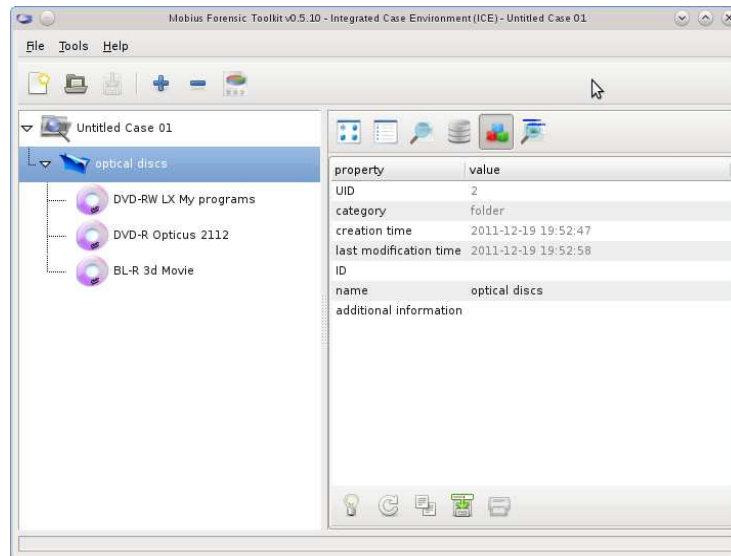 Mobius Forensic Toolkit v0.5.10 - Integrated Case Environment (ICE) - Untitled Case 01
File Tools Help
Untitled Case 01
optical discs
DVD-RW LX My programs
DVD-R Opticus 2112
BL-R 3d Movie
property value
UID 2
category folder
creation time 2011-12-19 19:52:47
last modification time 2011-12-19 19:52:58
ID
name optical discs
additional information